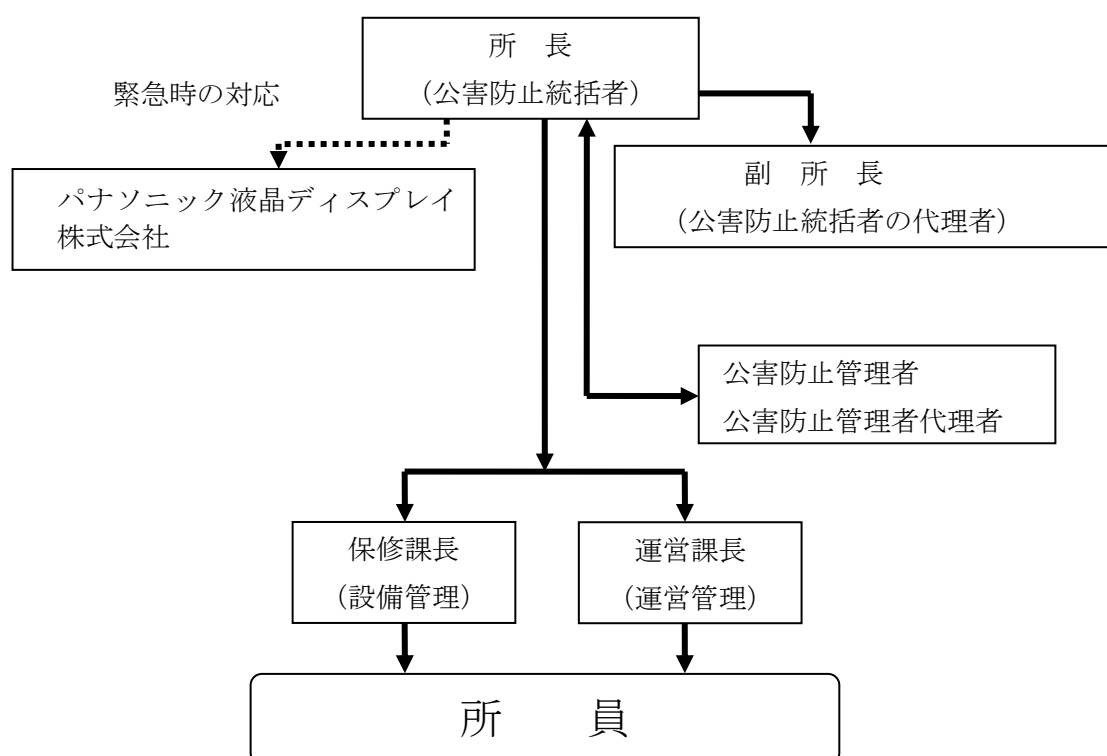 所　長
（公害防止統括者）
緊急時の対応
パナソニック液晶ディスプレイ
株式会社
副　所　長
（公害防止統括者の代理者）
公害防止管理者
公害防止管理者代理者
保修課長
（設備管理）
運営課長
（運営管理）
所　　員